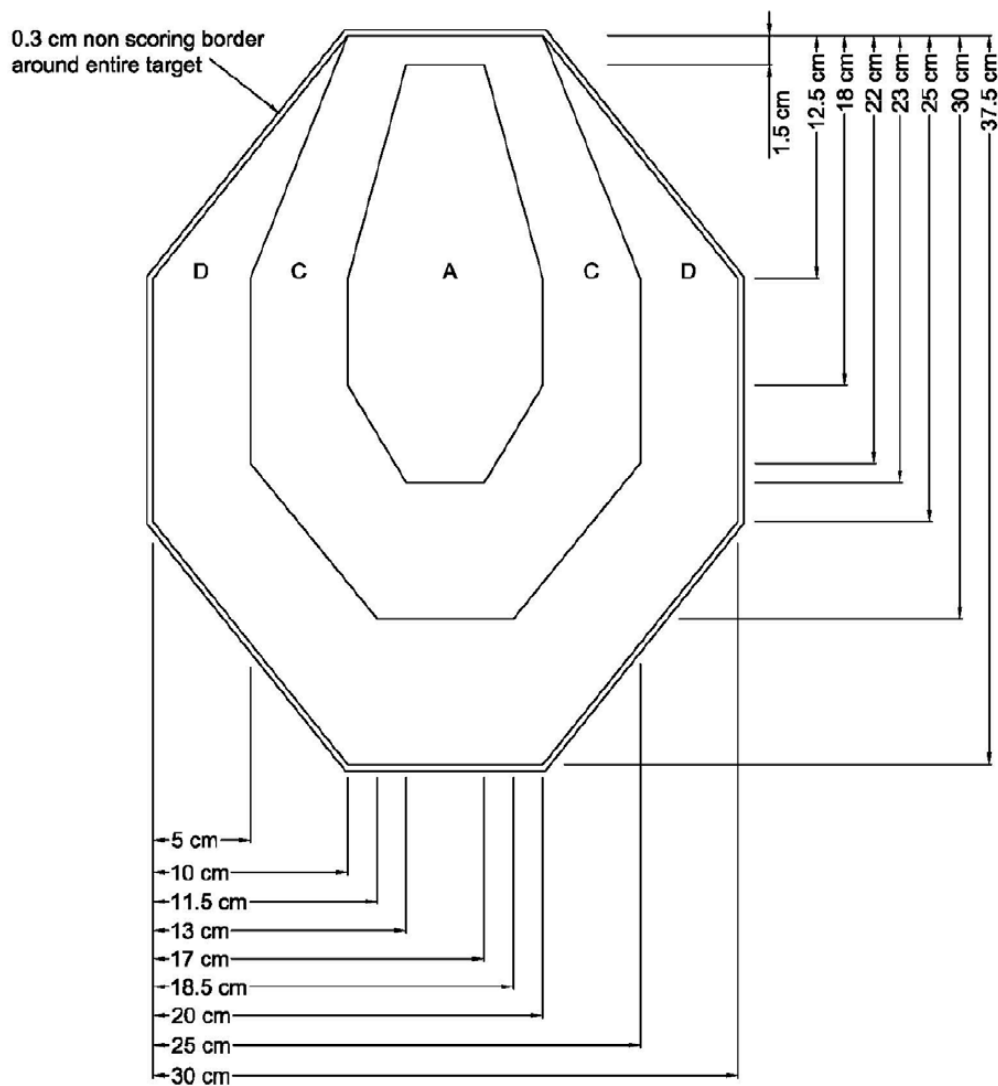 0.3 cm non scoring border
around entire target
1.5 cm
12.5 cm
18 cm
22 cm
23 cm
25 cm
30 cm
37.5 cm
D
C
A
C
D
5 cm
10 cm
11.5 cm
13 cm
17 cm
18.5 cm
20 cm
25 cm
30 cm